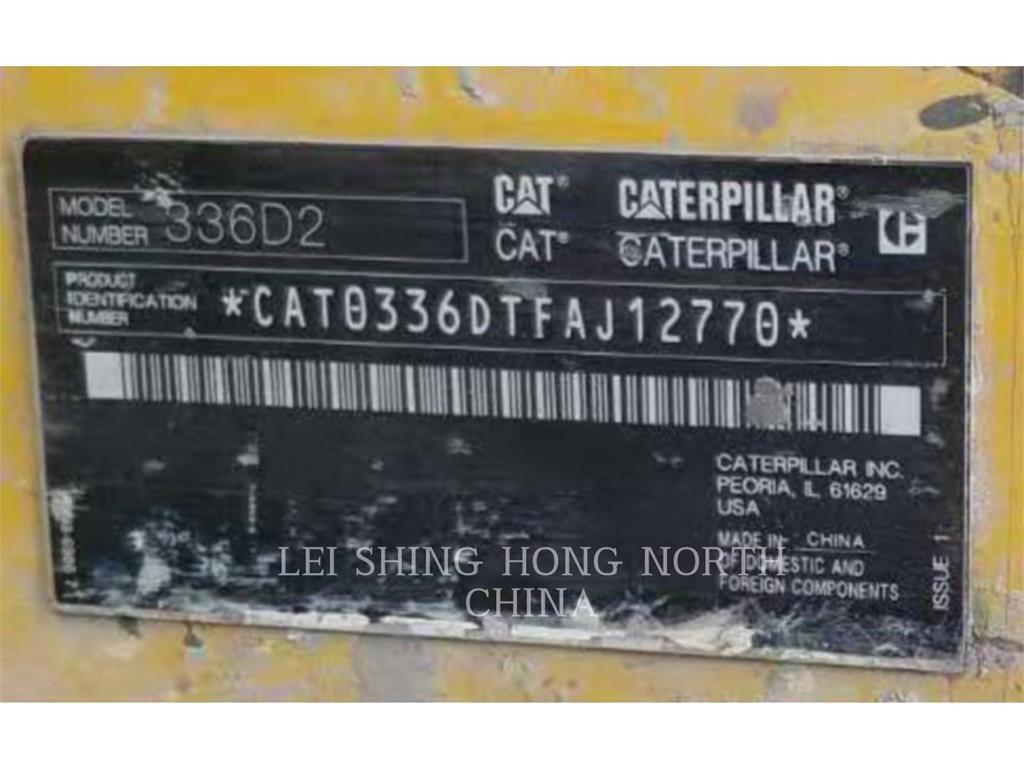 MODEL NUMBER 336D2
CAT® CATERPILLAR®
CAT® CATERPILLAR®
PRODUCT IDENTIFICATION NUMBER *CAT0336DTFAJ12770*
CATERPILLAR INC.
PEORIA, IL 61629
USA
MADE IN CHINA
OF DOMESTIC AND
FOREIGN COMPONENTS
ISSUE 1
LEI SHING HONG NORTH
CHINA